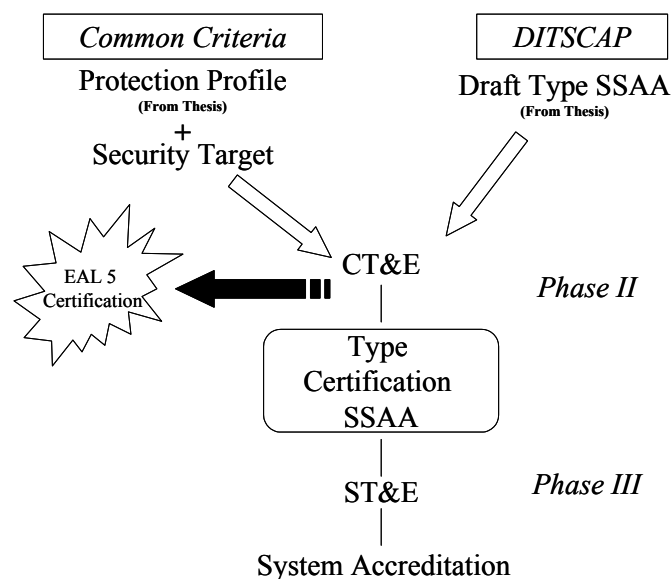 Common Criteria
Protection Profile
(From Thesis)
+
Security Target
DITSCAP
Draft Type SSAA
(From Thesis)
EAL 5
Certification
CT&E
Phase II
Type
Certification
SSAA
ST&E
Phase III
System Accreditation